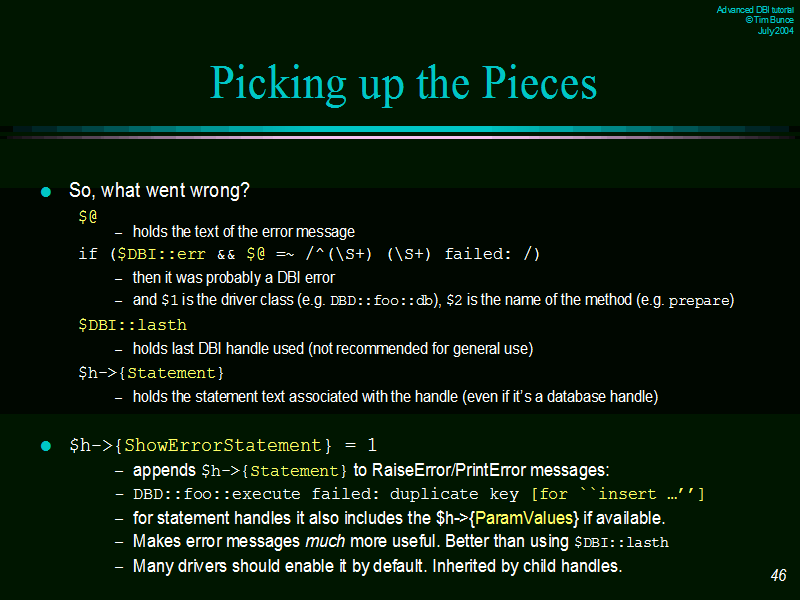 Advanced DBI tutorial
© Tim Bunce
July 2004
Picking up the Pieces
So, what went wrong?
$@
– holds the text of the error message
if ($DBI::err && $@ =~ /^(\S+) (\S+) failed: /)
– then it was probably a DBI error
– and $1 is the driver class (e.g. DBD::foo::db), $2 is the name of the method (e.g. prepare)
$DBI::lasth
– holds last DBI handle used (not recommended for general use)
$h->{Statement}
– holds the statement text associated with the handle (even if it’s a database handle)
$h->{ShowErrorStatement} = 1
– appends $h->{Statement} to RaiseError/PrintError messages:
– DBD::foo::execute failed: duplicate key [for ``insert …’’]
– for statement handles it also includes the $h->{ParamValues} if available.
– Makes error messages much more useful. Better than using $DBI::lasth
– Many drivers should enable it by default. Inherited by child handles.
46